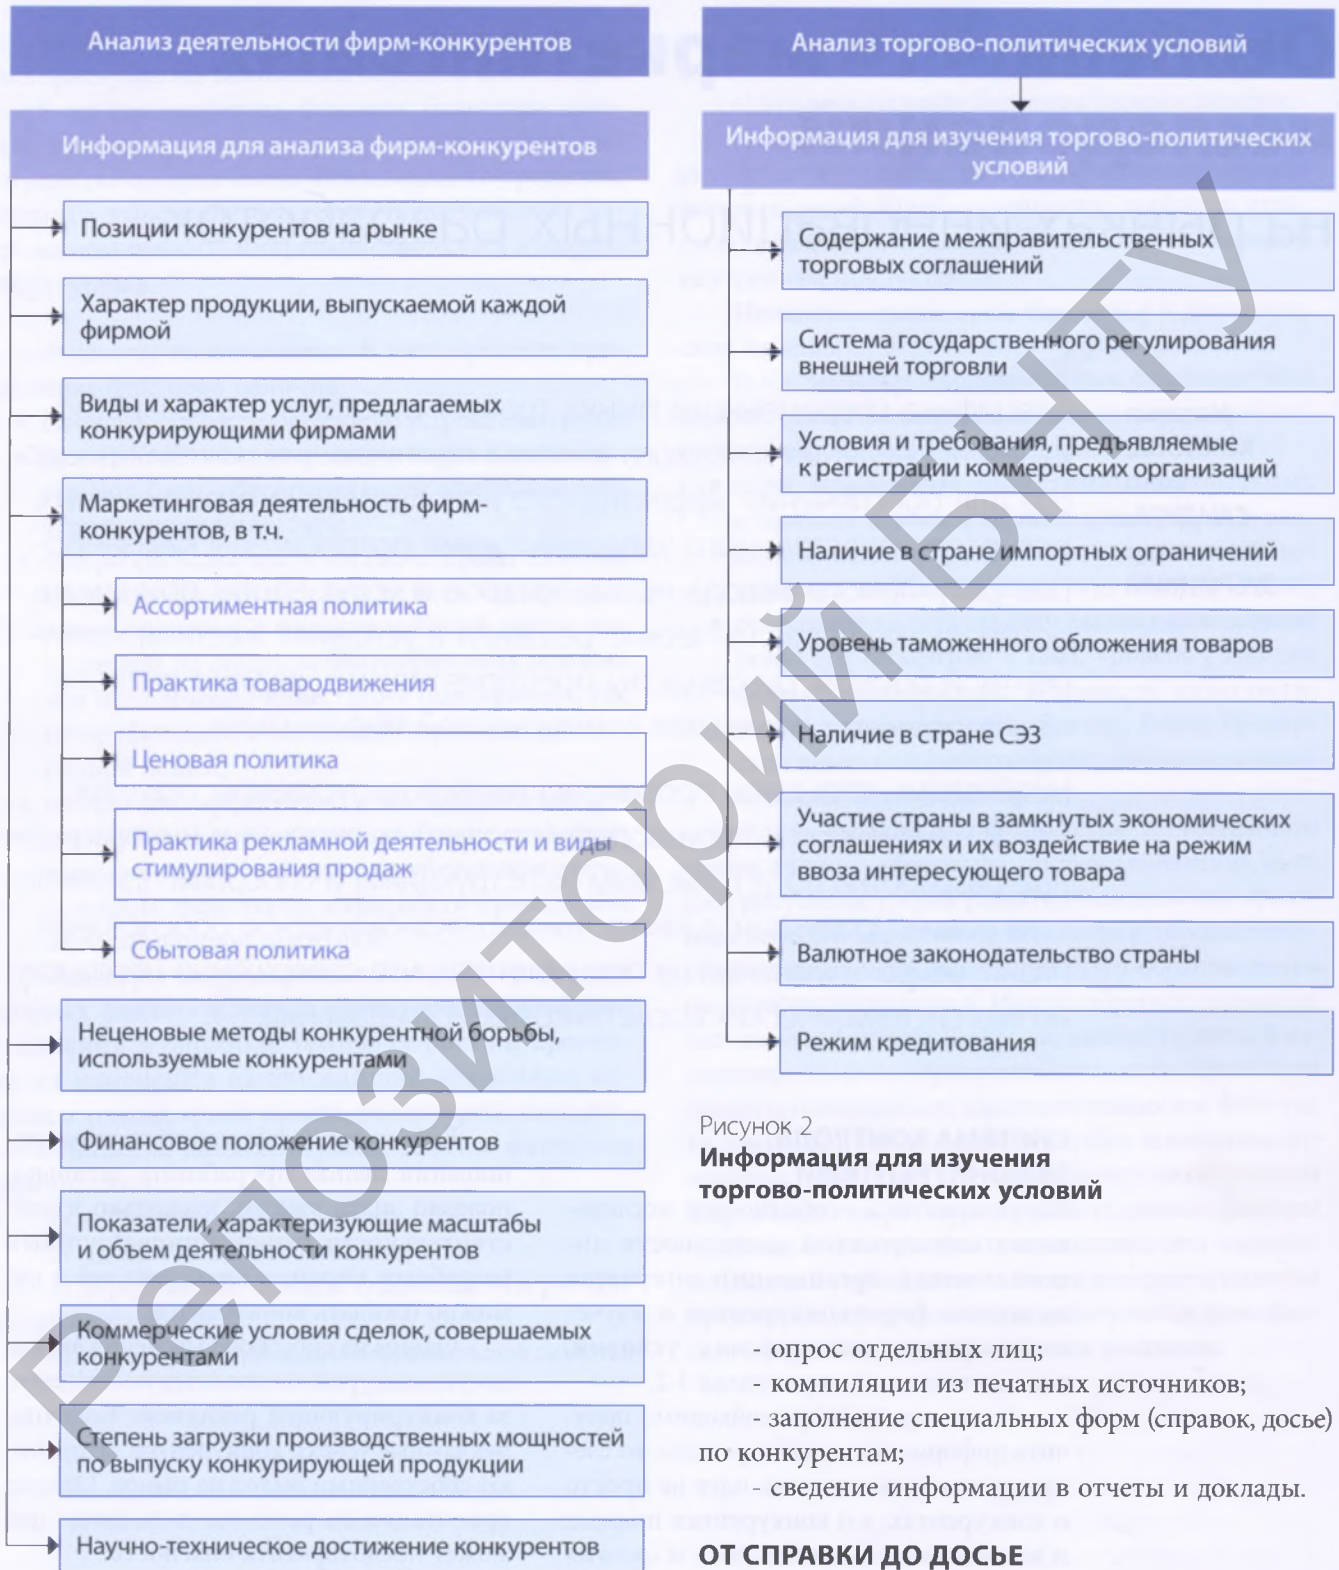 Анализ деятельности фирм-конкурентов
Информация для анализа фирм-конкурентов
Позиции конкурентов на рынке
Характер продукции, выпускаемой каждой
фирмой
Виды и характер услуг, предлагаемых
конкурирующими фирмами
Маркетинговая деятельность фирм-
конкурентов, в т.ч.
Ассортиментная политика
Практика товародвижения
Ценовая политика
Практика рекламной деятельности и виды
стимулирования продаж
Сбытовая политика
Неценовые методы конкурентной борьбы,
используемые конкурентами
Финансовое положение конкурентов
Показатели, характеризующие масштабы
и объем деятельности конкурентов
Коммерческие условия сделок, совершаемых
конкурентами
Степень загрузки производственных мощностей
по выпуску конкурирующей продукции
Научно-техническое достижение конкурентов
Анализ торгово-политических условий
Информация для изучения торгово-политических
условий
Содержание межправительственных
торговых соглашений
Система государственного регулирования
внешней торговли
Условия и требования, предъявляемые
к регистрации коммерческих организаций
Наличие в стране импортных ограничений
Уровень таможенного обложения товаров
Наличие в стране СЭЗ
Участие страны в замкнутых экономических
соглашениях и их воздействие на режим
ввоза интересующего товара
Валютное законодательство страны
Режим кредитования
Рисунок 2
Информация для изучения
торгово-политических условий
- опрос отдельных лиц;
- компиляции из печатных источников;
- заполнение специальных форм (справок, досье)
по конкурентам;
- сведение информации в отчеты и доклады.
ОТ СПРАВКИ ДО ДОСЬЕ
Репозиторий БНТУ